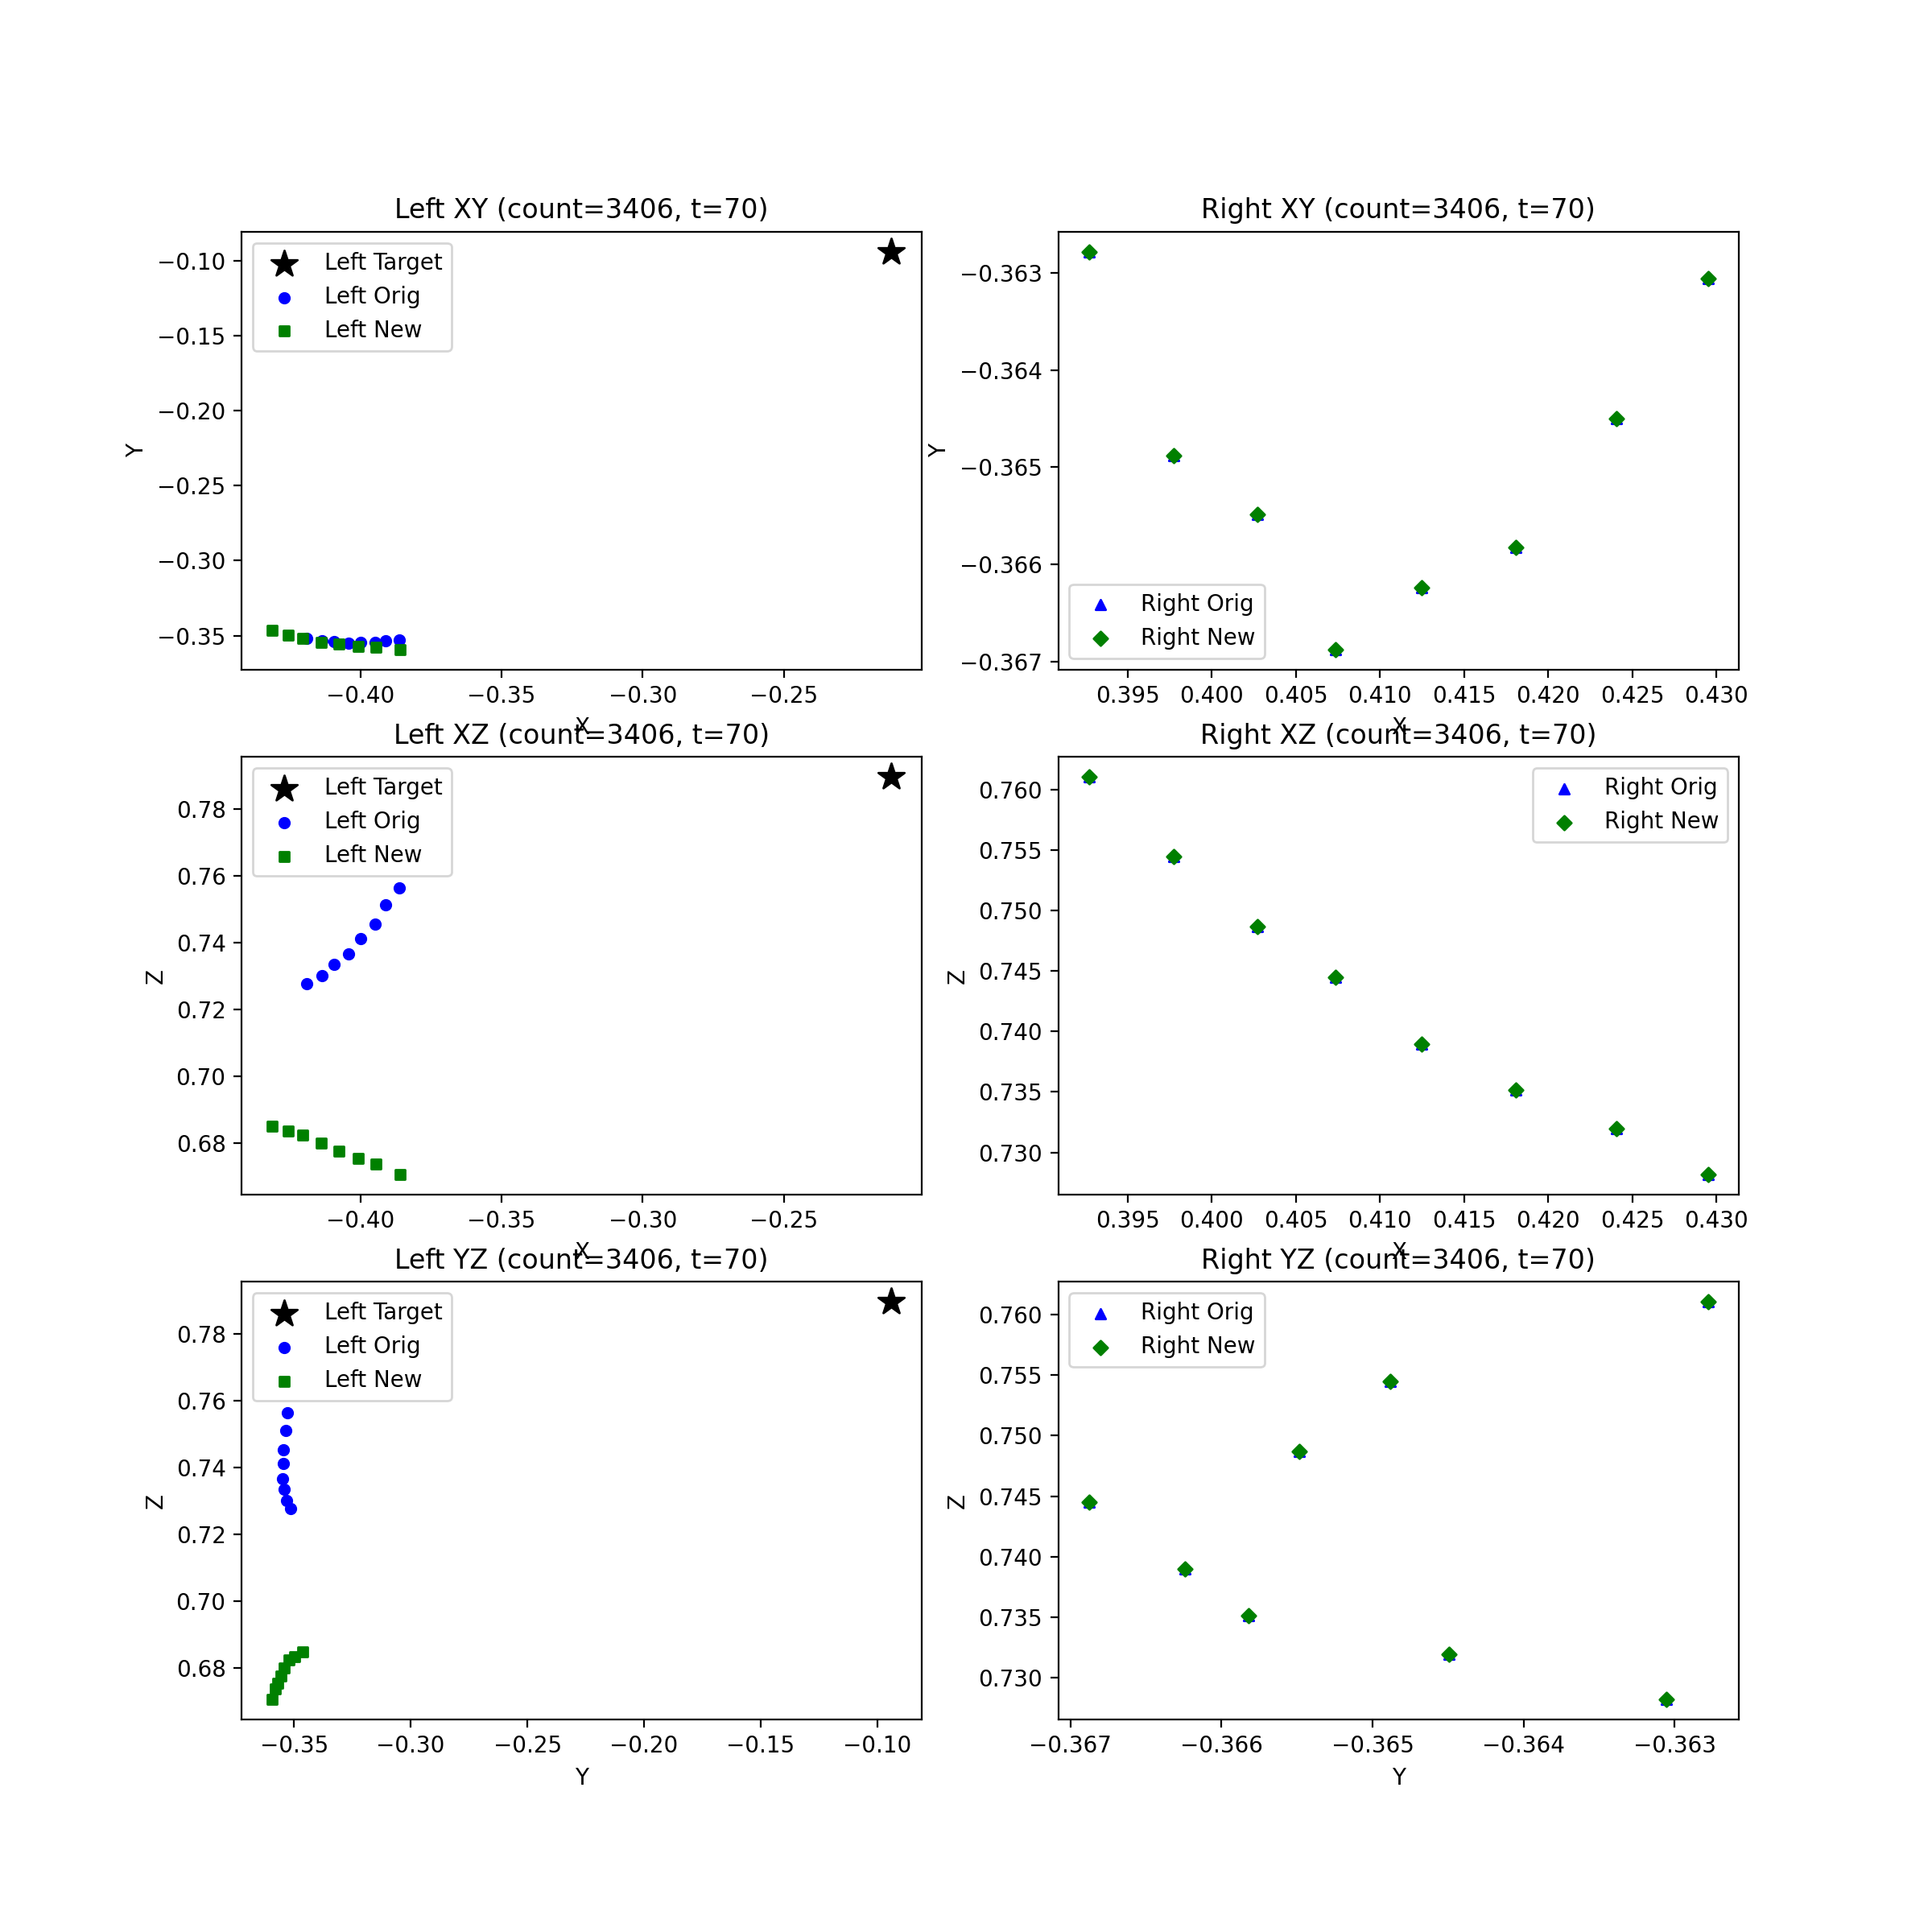 Left XY (count=3406, t=70)
Left Target
Left Orig
Left New
−0.10
−0.15
−0.20
−0.25
−0.30
−0.35
Y
−0.40
−0.35
−0.30
−0.25
X
Right XY (count=3406, t=70)
−0.363
−0.364
−0.365
−0.366
−0.367
Y
Right Orig
Right New
0.395
0.400
0.405
0.410
0.415
0.420
0.425
0.430
X
Left XZ (count=3406, t=70)
Left Target
Left Orig
Left New
0.78
0.76
0.74
0.72
0.70
0.68
Z
−0.40
−0.35
−0.30
−0.25
X
Right XZ (count=3406, t=70)
Right Orig
Right New
0.760
0.755
0.750
0.745
0.740
0.735
0.730
Z
0.395
0.400
0.405
0.410
0.415
0.420
0.425
0.430
X
Left YZ (count=3406, t=70)
Left Target
Left Orig
Left New
0.78
0.76
0.74
0.72
0.70
0.68
Z
−0.35
−0.30
−0.25
−0.20
−0.15
−0.10
Y
Right YZ (count=3406, t=70)
Right Orig
Right New
0.760
0.755
0.750
0.745
0.740
0.735
0.730
Z
−0.367
−0.366
−0.365
−0.364
−0.363
Y